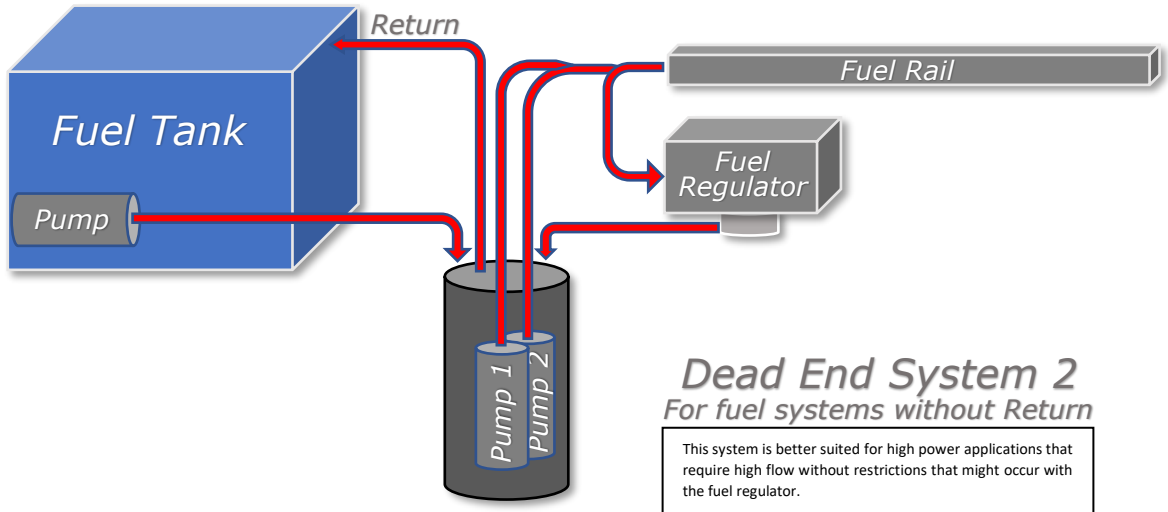 Return
Fuel Rail
Fuel Tank
Fuel
Regulator
Pump
Pump 1
Pump 2
Dead End System 2
For fuel systems without Return
This system is better suited for high power applications that
require high flow without restrictions that might occur with
the fuel regulator.